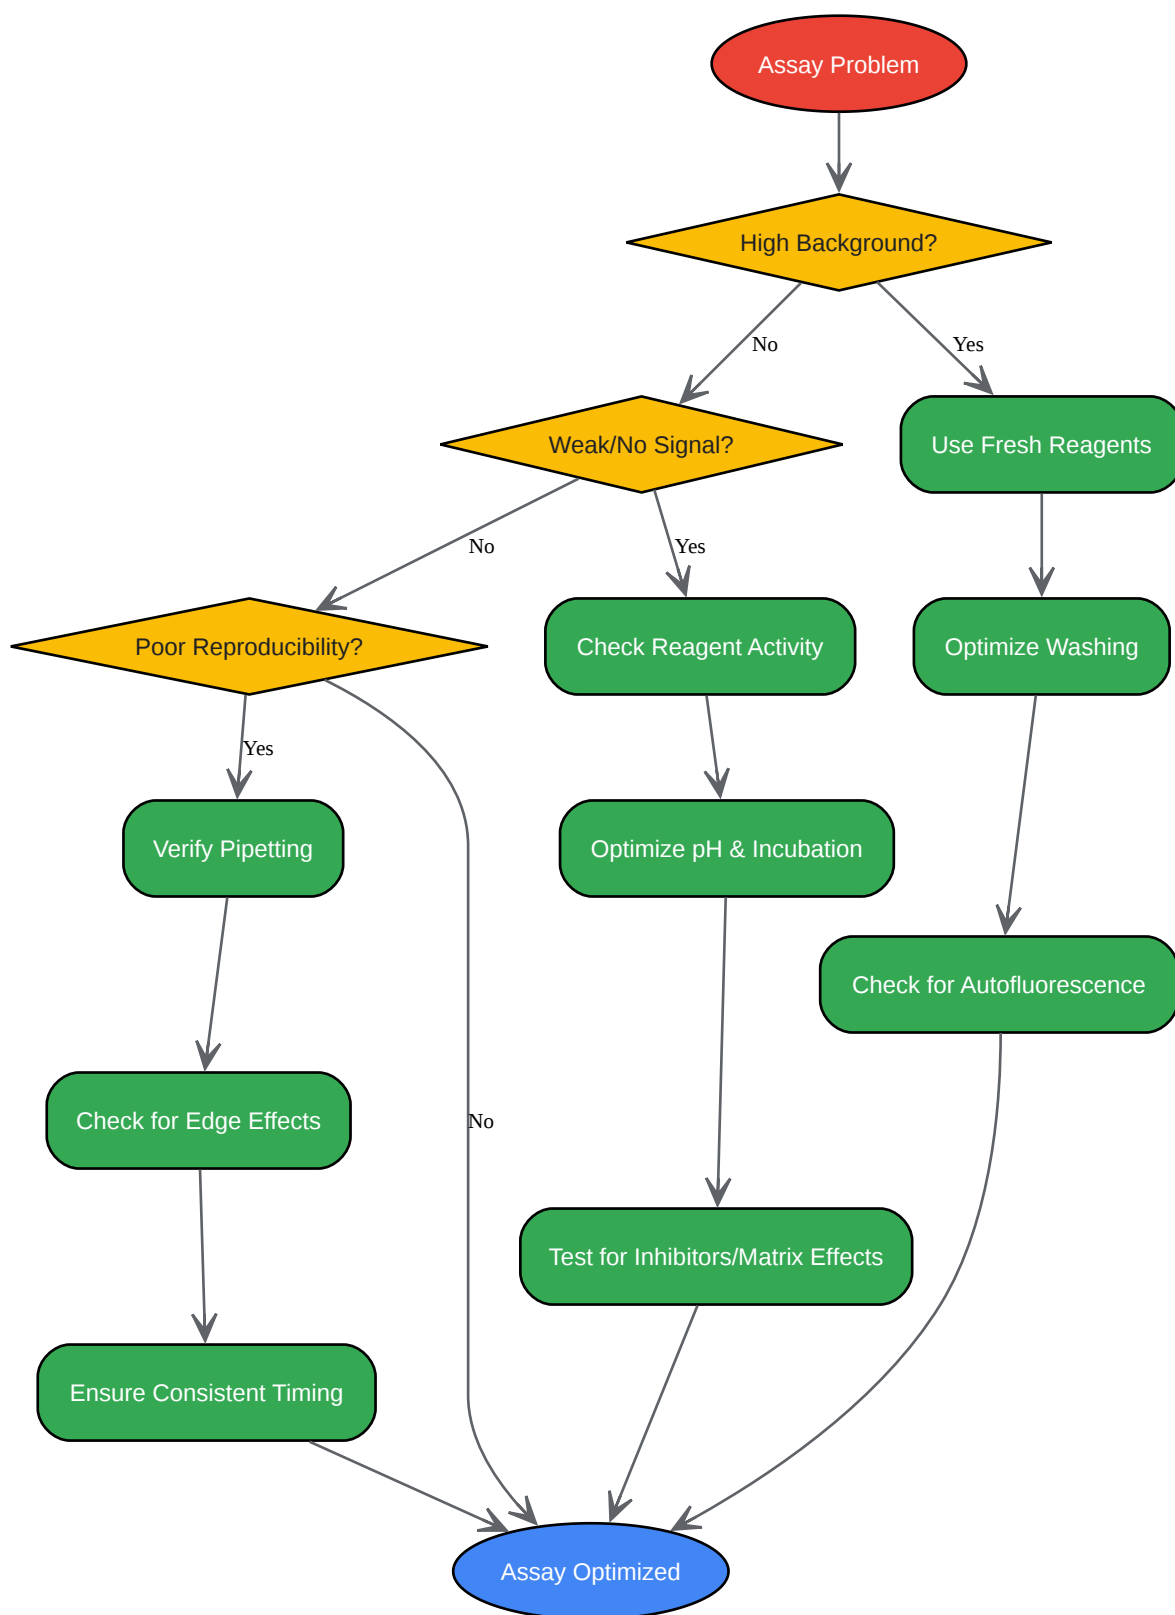 Assay Problem
High Background?
No
Yes
Weak/No Signal?
Use Fresh Reagents
No
Yes
Poor Reproducibility?
Check Reagent Activity
Optimize Washing
Yes
Verify Pipetting
Optimize pH & Incubation
Check for Autofluorescence
Check for Edge Effects
No
Test for Inhibitors/Matrix Effects
Ensure Consistent Timing
Assay Optimized